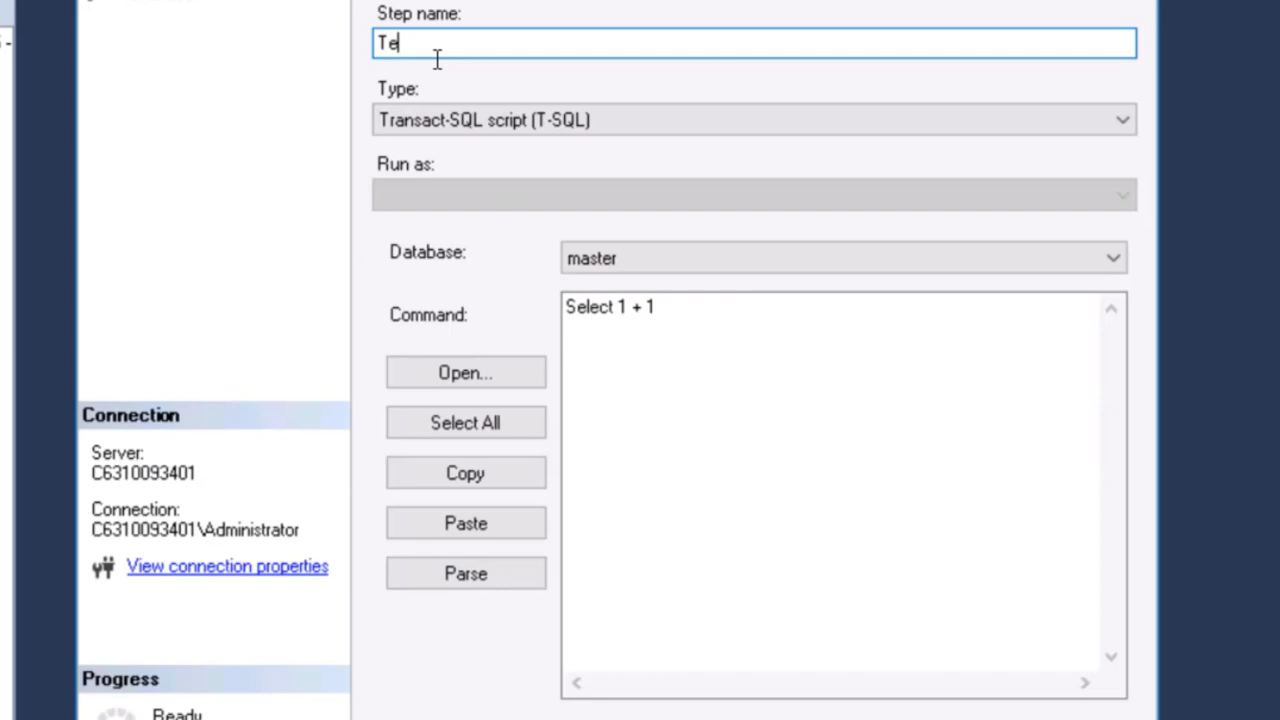 Step name:
Te
Type:
Transact-SQL script (T-SQL)
Run as:
Database:
master
Command:
Select 1 + 1
Open...
Select All
Copy
Paste
Parse
Connection
Server:
C6310093401
Connection:
C6310093401\Administrator
View connection properties
Progress
Ready